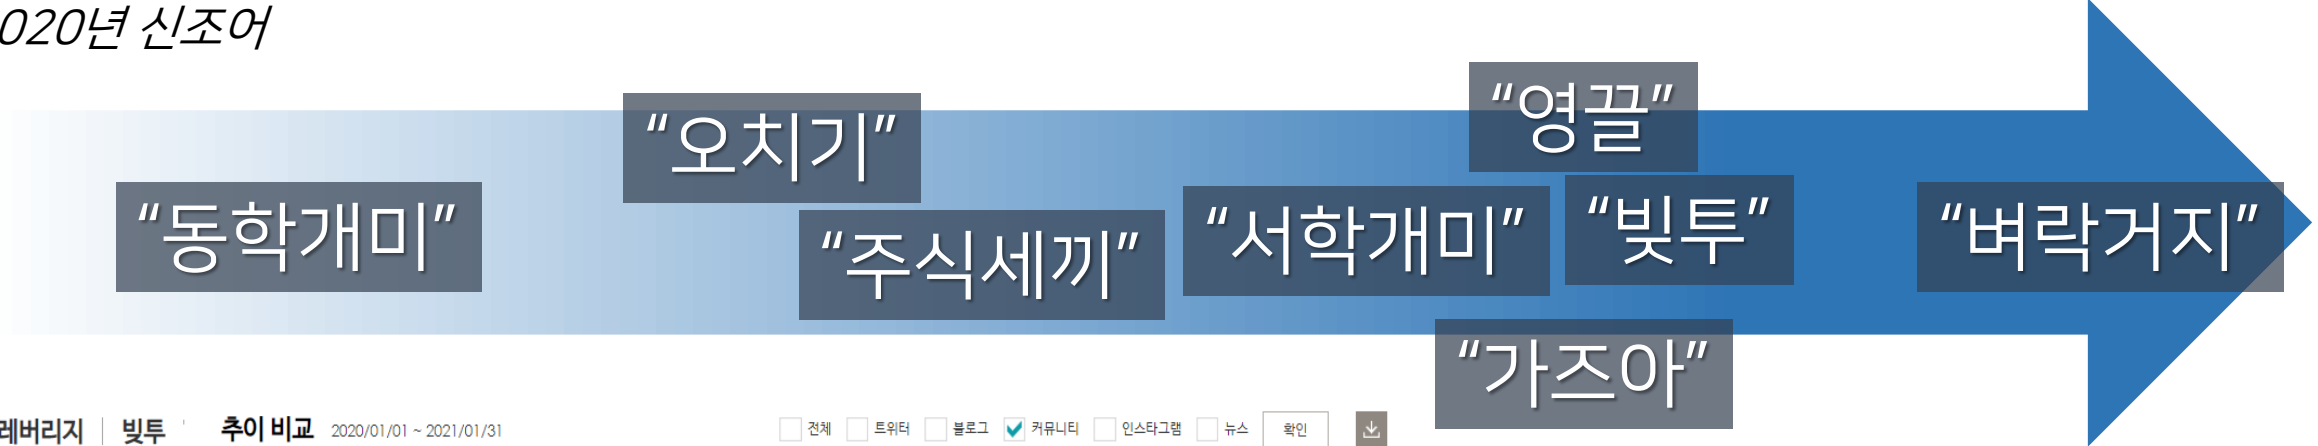 020년 신조어
“영끌”
“오치기”
“동학개미”
“주식세끼”
“서학개미”
“빚투”
“벼락거지”
“가즈아”
레버리지 | 빚투 추이 비교 2020/01/01 ~ 2021/01/31 전체 트위터 블로그 커뮤니티 인스타그램 뉴스 확인